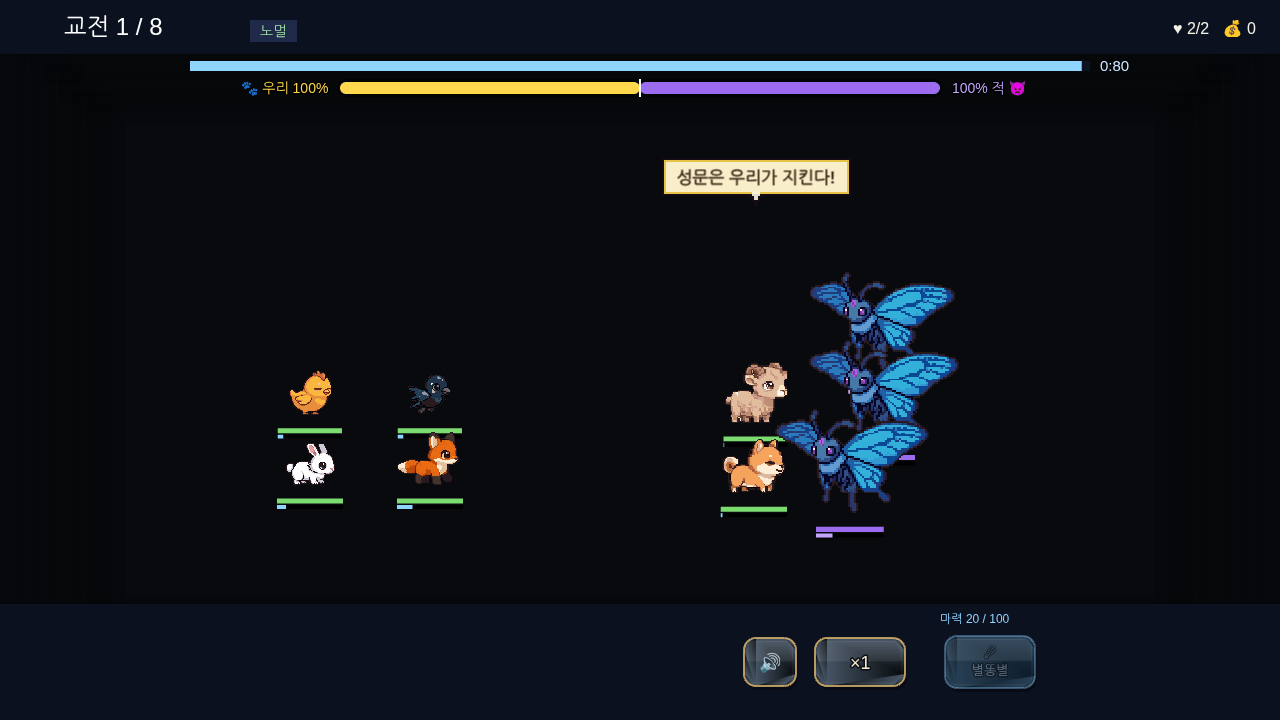 교전 1 / 8
노멀
♥ 2/2 💰 0
0:80
🐾 우리 100%
100% 적 👿
성문은 우리가 지킨다!
마력 20 / 100
×1
별똥별